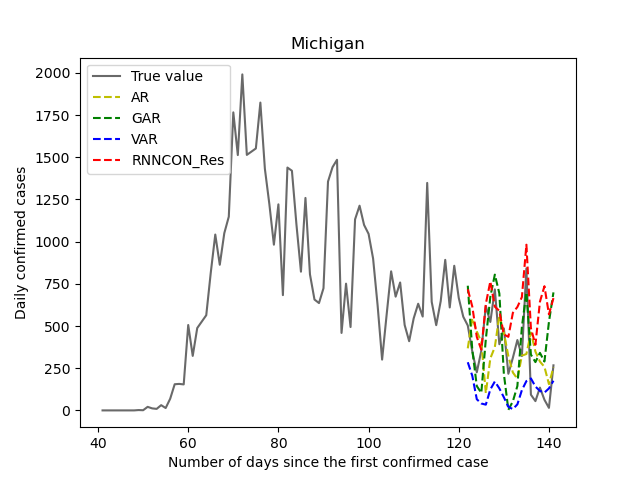 Michigan
True value
AR
GAR
VAR
RNNCON_Res
2000
1750
1500
1250
1000
750
500
250
0
Daily confirmed cases
40 60 80 100 120 140
Number of days since the first confirmed case